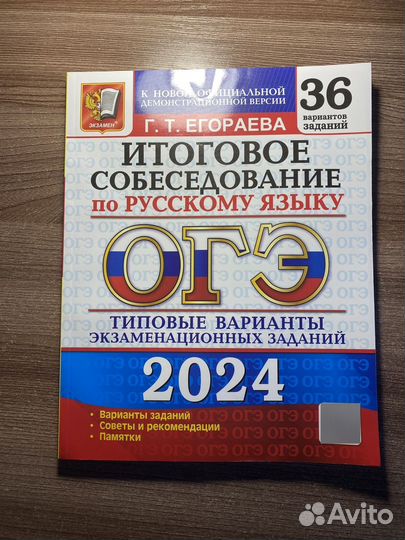 К НОВОЙ ОФИЦИАЛЬНОЙ
ДЕМОНСТРАЦИОННОЙ ВЕРСИИ
36
вариантов
заданий
ЭКЗАМЕН
Г. Т. ЕГОРАЕВА
ИТОГОВОЕ
СОБЕСЕДОВАНИЕ
по РУССКОМУ ЯЗЫКУ
ОГЭ
ТИПОВЫЕ ВАРИАНТЫ
ЭКЗАМЕНАЦИОННЫХ ЗАДАНИЙ
2024
• Варианты заданий
• Советы и рекомендации
• Памятки
Avito